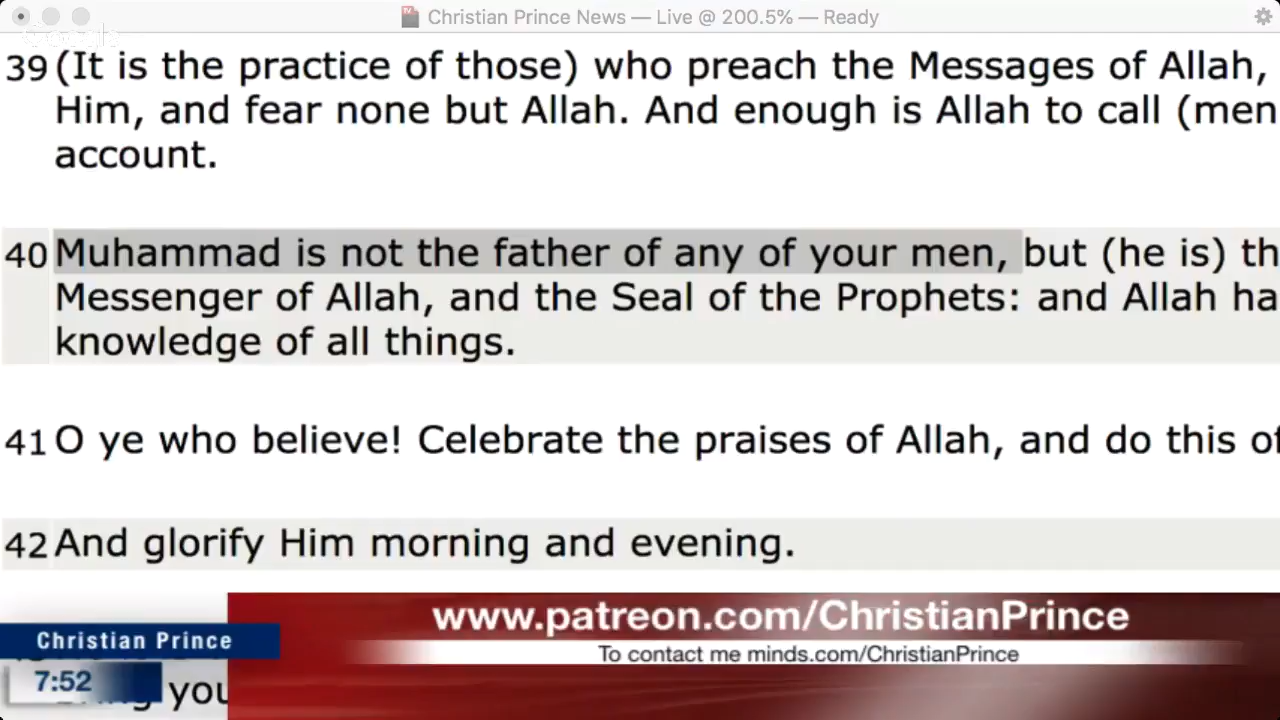 Christian Prince News — Live @ 200.5% — Ready
39 (It is the practice of those) who preach the Messages of Allah,
Him, and fear none but Allah. And enough is Allah to call (men
account.
40 Muhammad is not the father of any of your men, but (he is) th
Messenger of Allah, and the Seal of the Prophets: and Allah ha
knowledge of all things.
41 O ye who believe! Celebrate the praises of Allah, and do this of
42 And glorify Him morning and evening.
www.patreon.com/ChristianPrince
Christian Prince
To contact me minds.com/ChristianPrince
7:52
you